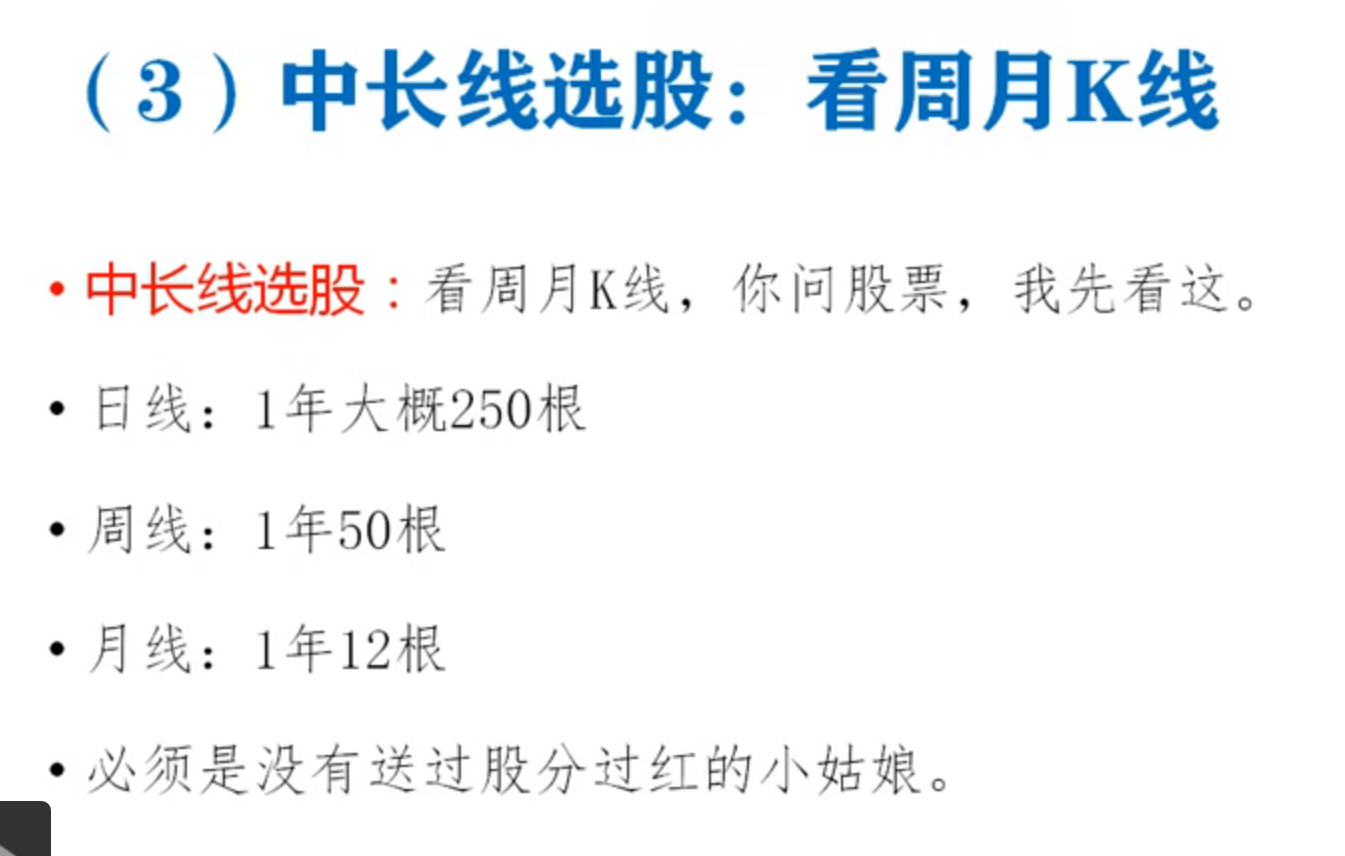 （3）中长线选股：看周月K线
• 中长线选股：看周月K线，你问股票，我先看这。
• 日线：1年大概250根
• 周线：1年50根
• 月线：1年12根
• 必须是没有送过股分过红的小姑娘。